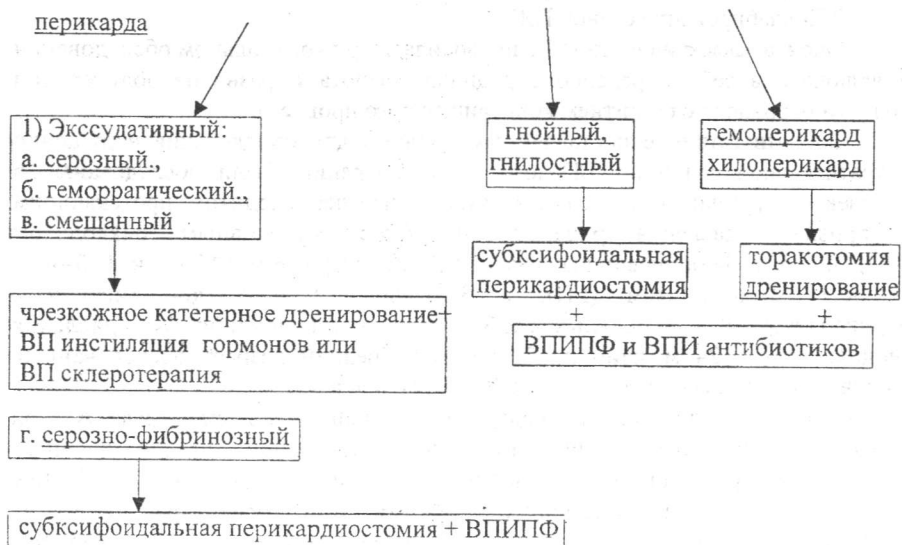 перикарда
1) Экссудативный:
а. серозный.,
б. геморрагический.,
в. смешанный
гнойный,
гнилостный
гемоперикард
хилоперикард
субксифоидальная
перикардиостомия
+
торакотомия
дренирование
+
чрезкожное катетерное дренирование+
ВП инстиляция гормонов или
ВП склеротерапия
ВПИПФ и ВПИ антибиотиков
г. серозно-фибринозный
субксифоидальная перикардиостомия + ВПИПФ